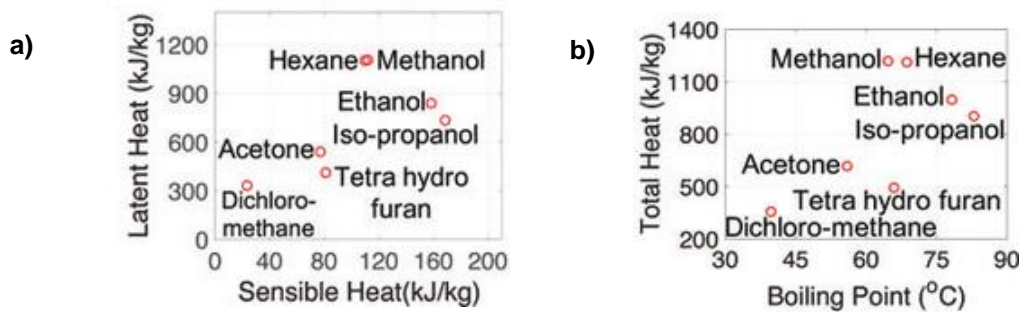 a)
Latent Heat (kJ/kg)
1200
900
600
300
0
Hexane Methanol
Ethanol
Iso-propanol
Acetone
Tetra hydro
furan
Dichloro-
methane
0 40 80 120 160 200
Sensible Heat(kJ/kg)
b)
Total Heat (kJ/kg)
1400
1100
800
500
200
Methanol Hexane
Ethanol
Iso-propanol
Acetone
Tetra hydro furan
Dichloro-methane
30 45 60 75 90
Boiling Point (°C)